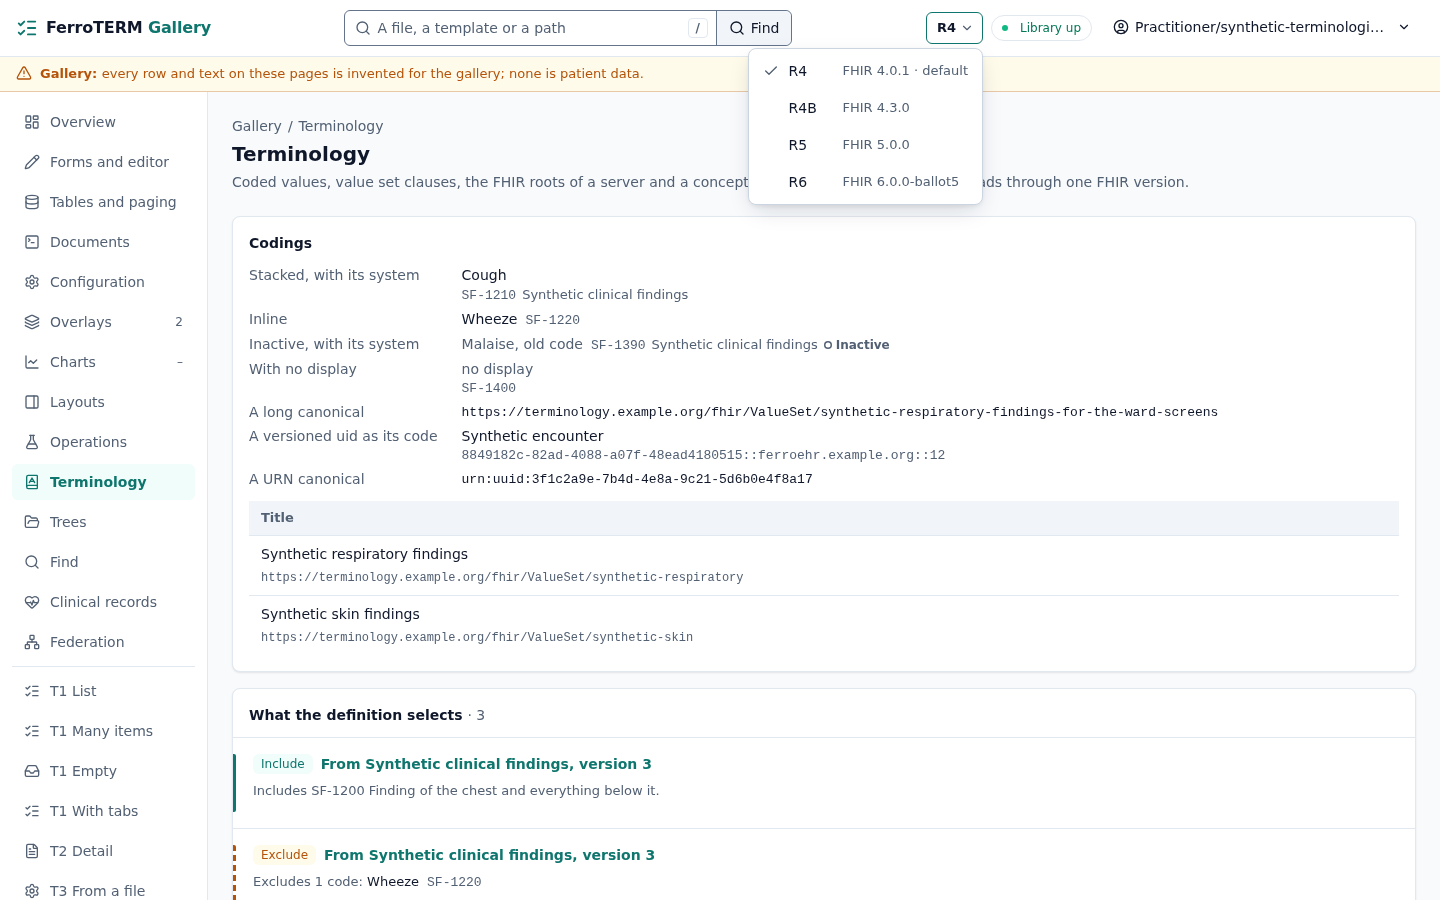 FerroTERM Gallery
A file, a template or a path
/
Find
R4
Library up
Practitioner/synthetic-terminologi...
Gallery: every row and text on these pages is invented for the gallery; none is patient data.
R4 FHIR 4.0.1 · default
R4B FHIR 4.3.0
R5 FHIR 5.0.0
R6 FHIR 6.0.0-ballot5
Overview
Forms and editor
Tables and paging
Documents
Configuration
Overlays 2
Charts –
Layouts
Operations
Terminology
Trees
Find
Clinical records
Federation
T1 List
T1 Many items
T1 Empty
T1 With tabs
T2 Detail
T3 From a file
Gallery / Terminology
Terminology
Coded values, value set clauses, the FHIR roots of a server and a concept ads through one FHIR version.
Codings
Stacked, with its system Cough
SF-1210 Synthetic clinical findings
Inline Wheeze SF-1220
Inactive, with its system Malaise, old code SF-1390 Synthetic clinical findings Inactive
With no display no display
SF-1400
A long canonical https://terminology.example.org/fhir/ValueSet/synthetic-respiratory-findings-for-the-ward-screens
A versioned uid as its code Synthetic encounter
8849182c-82ad-4088-a07f-48ead4180515::ferroehr.example.org::12
A URN canonical urn:uuid:3f1c2a9e-7b4d-4e8a-9c21-5d6b0e4f8a17
Title
Synthetic respiratory findings
https://terminology.example.org/fhir/ValueSet/synthetic-respiratory
Synthetic skin findings
https://terminology.example.org/fhir/ValueSet/synthetic-skin
What the definition selects · 3
Include From Synthetic clinical findings, version 3
Includes SF-1200 Finding of the chest and everything below it.
Exclude From Synthetic clinical findings, version 3
Excludes 1 code: Wheeze SF-1220